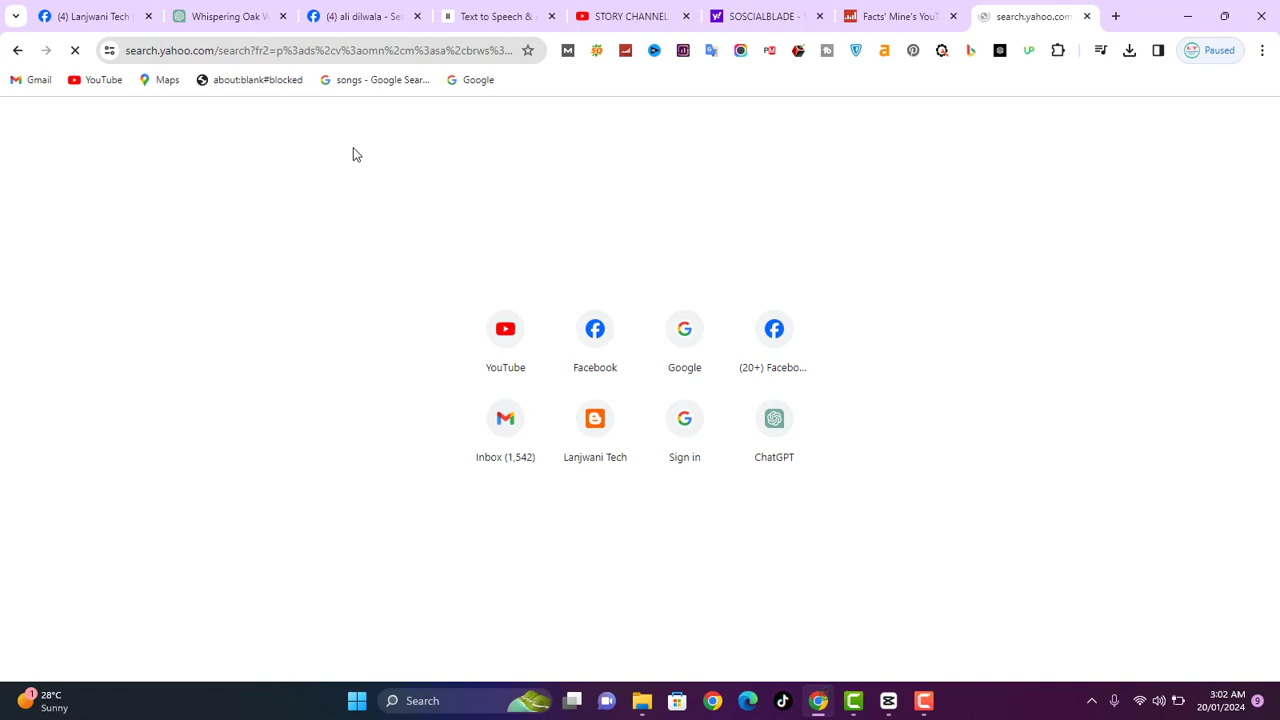 (4) Lanjwani Tech
Whispering Oak W
(4) ali dilwala - Se
Text to Speech &
STORY CHANNEL
SOSCIALBLADE -
Facts' Mine's YouT
search.yahoo.com
search.yahoo.com/search?fr2=p%3ads%2cv%3aomn%2cm%3asa%2cbrws%3...
Paused
Gmail
YouTube
Maps
about:blank#blocked
songs - Google Sear...
Google
YouTube
Facebook
Google
(20+) Facebo...
Inbox (1,542)
Lanjwani Tech
Sign in
ChatGPT
28°C
Sunny
Search
3:02 AM
20/01/2024